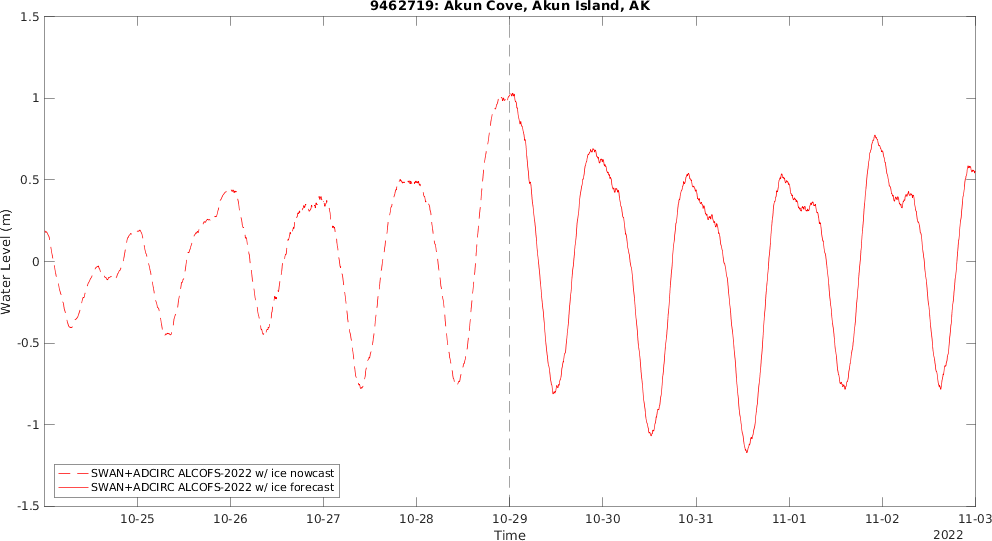 9462719: Akun Cove, Akun Island, AK
1.5
1
0.5
0
-0.5
-1
-1.5
Water Level (m)
SWAN+ADCIRC ALCOFS-2022 w/ ice nowcast
SWAN+ADCIRC ALCOFS-2022 w/ ice forecast
10-25 10-26 10-27 10-28 10-29 10-30 10-31 11-01 11-02 11-03
Time
2022